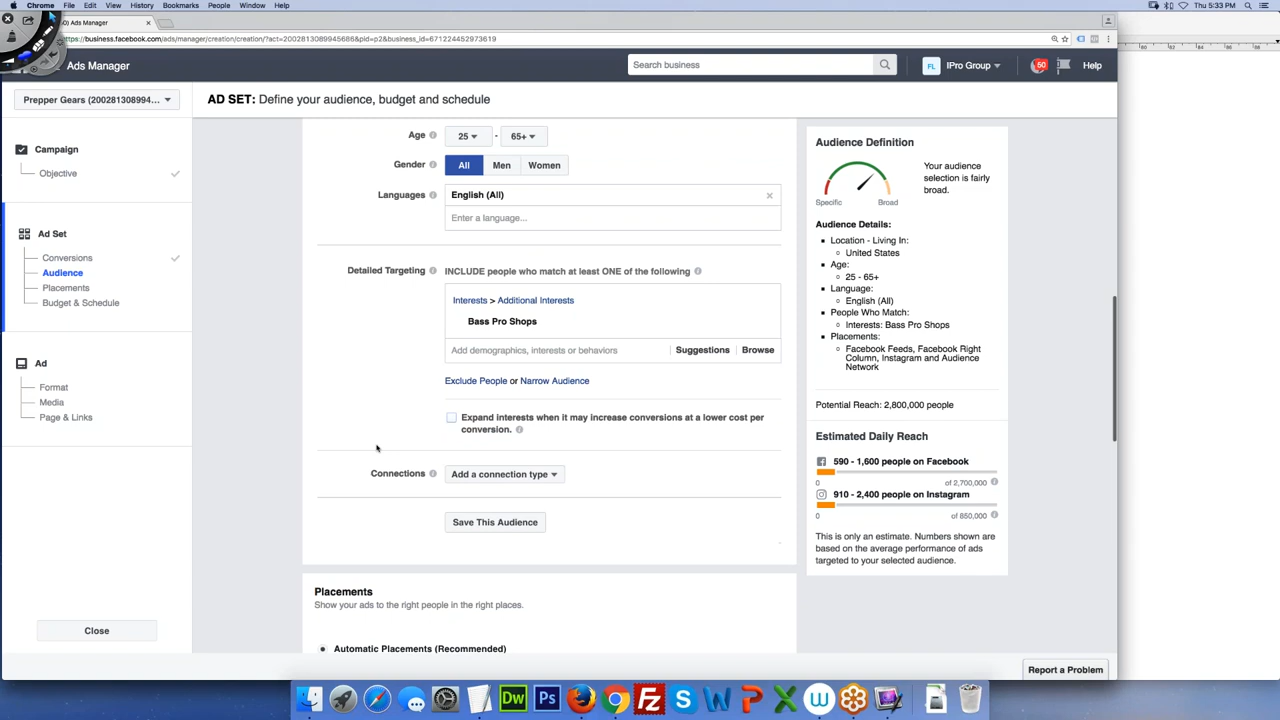 Chrome File Edit View History Bookmarks People Window Help Thu 5:33 PM
Ads Manager
https://business.facebook.com/ads/manager/creation/creation/?act=2002813089945686&pid=p2&business_id=671224452973619
Ads Manager Search business FL IPro Group 50 Help
Prepper Gears (200281308994...
AD SET: Define your audience, budget and schedule
Campaign
Objective
Ad Set
Conversions
Audience
Placements
Budget & Schedule
Ad
Format
Media
Page & Links
Close
Age 25 - 65+
Gender All Men Women
Languages English (All)
Enter a language...
Detailed Targeting INCLUDE people who match at least ONE of the following
Interests > Additional Interests
Bass Pro Shops
Add demographics, interests or behaviors Suggestions Browse
Exclude People or Narrow Audience
Expand interests when it may increase conversions at a lower cost per
conversion.
Connections Add a connection type
Save This Audience
Placements
Show your ads to the right people in the right places.
Automatic Placements (Recommended)
Audience Definition
Your audience
selection is fairly
broad.
Specific Broad
Audience Details:
Location - Living In:
United States
Age:
25 - 65+
Language:
English (All)
People Who Match:
Interests: Bass Pro Shops
Placements:
Facebook Feeds, Facebook Right
Column, Instagram and Audience
Network
Potential Reach: 2,800,000 people
Estimated Daily Reach
590 - 1,600 people on Facebook
0 of 2,700,000
910 - 2,400 people on Instagram
0 of 850,000
This is only an estimate. Numbers shown are
based on the average performance of ads
targeted to your selected audience.
Report a Problem
Dw Ps Fz S W P X W